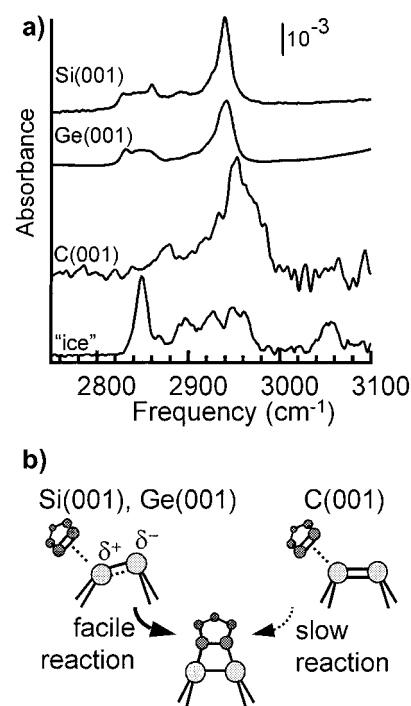 a)
10⁻³
Si(001)
Ge(001)
C(001)
"ice"
Absorbance
2800 2900 3000 3100
Frequency (cm⁻¹)
b)
Si(001), Ge(001) C(001)
δ⁺ δ⁻
facile reaction
slow reaction